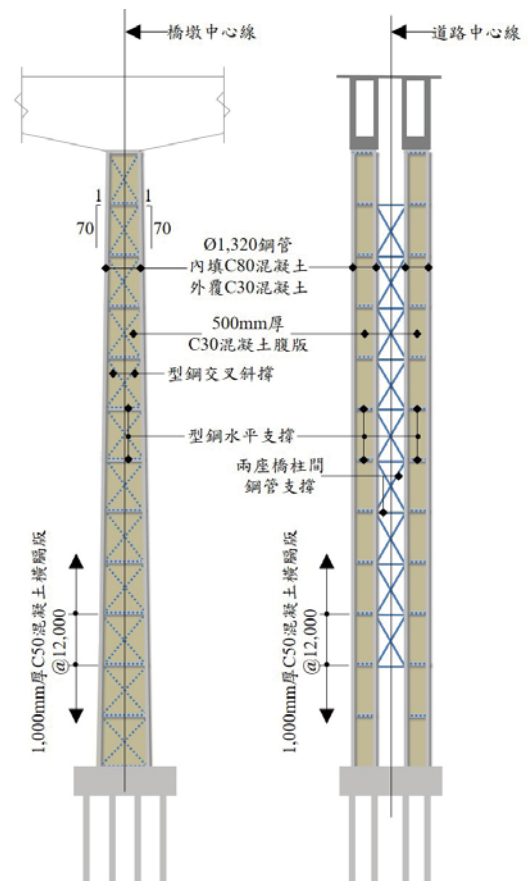 橋墩中心線
道路中心線
1
1
70
70
Ø1,320鋼管
內填C80混凝土
外覆C30混凝土
500mm厚
C30混凝土腹版
型鋼交叉斜撐
型鋼水平支撐
兩座橋柱間
鋼管支撐
1,000mm厚C50混凝土橫膈版
@12,000
1,000mm厚C50混凝土橫膈版
@12,000